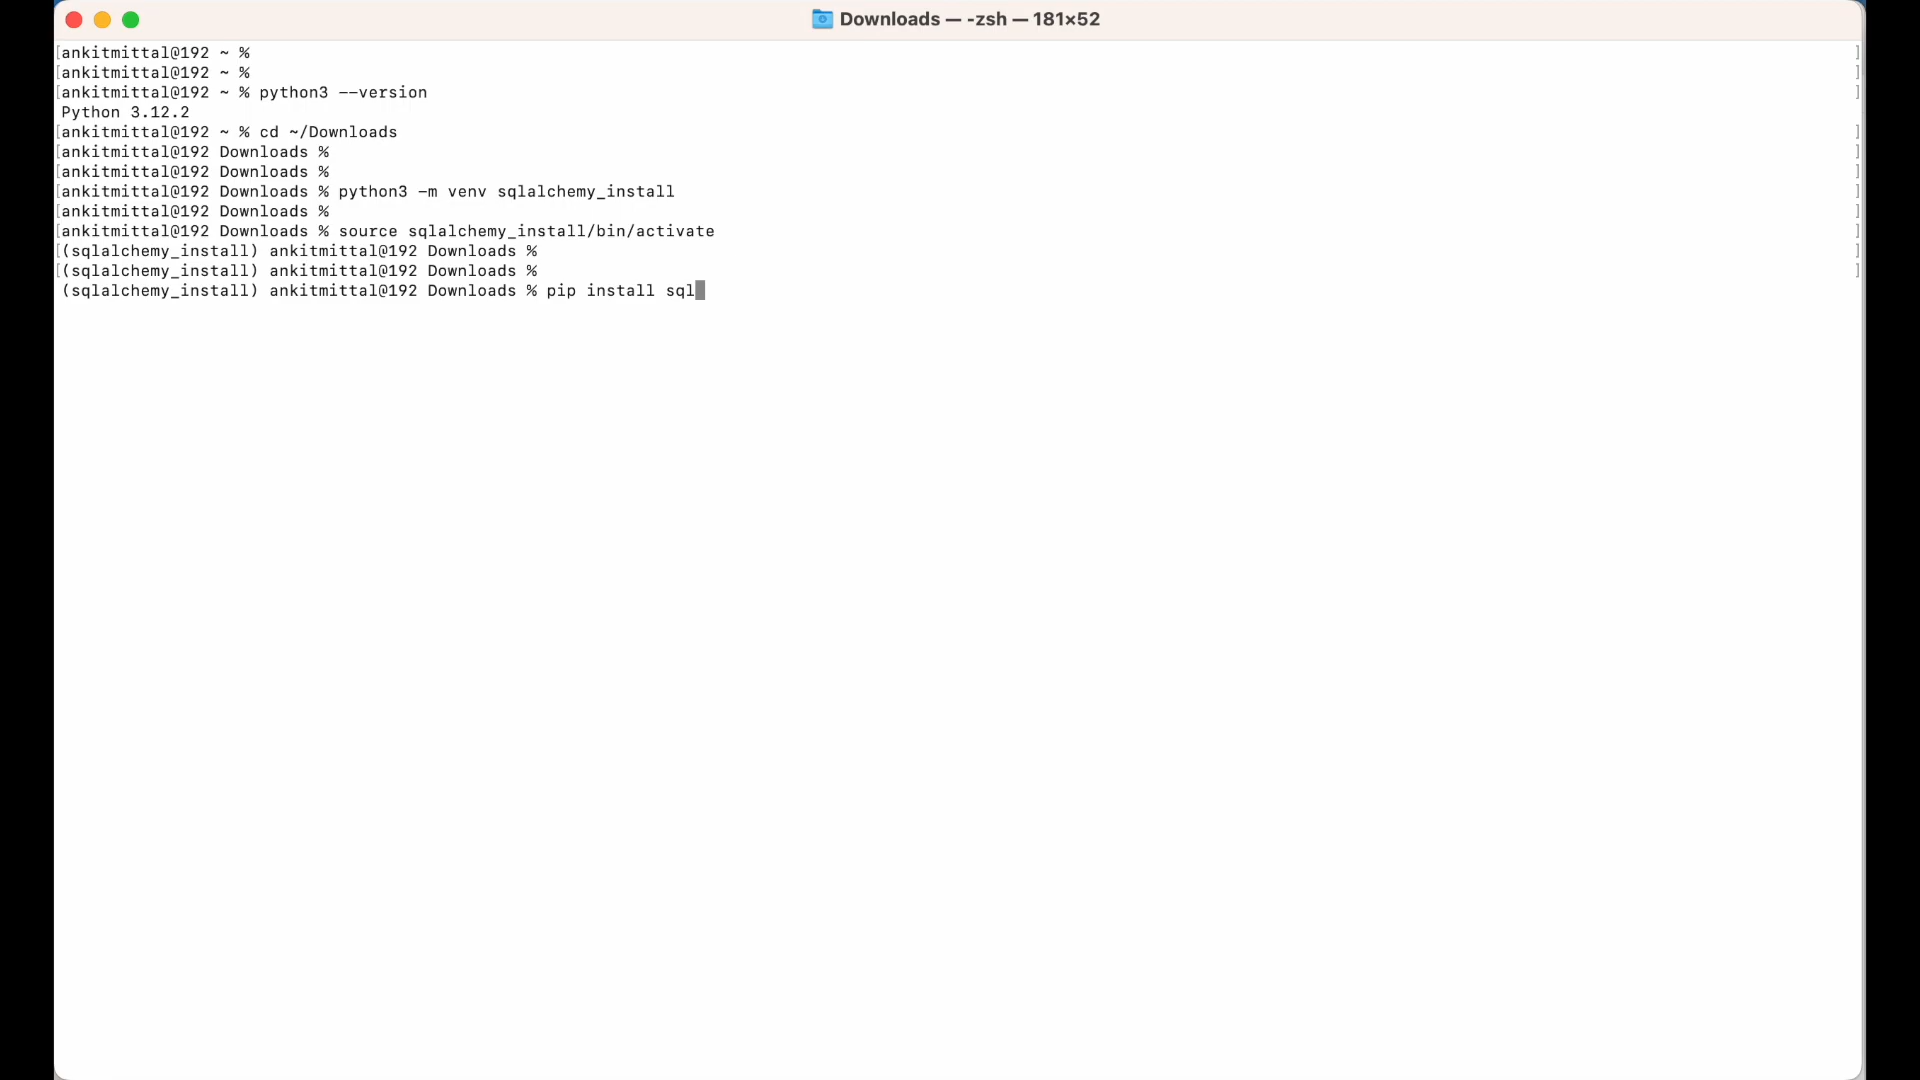 Downloads — -zsh — 181×52
[ankitmittal@192 ~ % ]
[ankitmittal@192 ~ % ]
[ankitmittal@192 ~ % python3 --version ]
Python 3.12.2
[ankitmittal@192 ~ % cd ~/Downloads ]
[ankitmittal@192 Downloads % ]
[ankitmittal@192 Downloads % ]
[ankitmittal@192 Downloads % python3 -m venv sqlalchemy_install ]
[ankitmittal@192 Downloads % ]
[ankitmittal@192 Downloads % source sqlalchemy_install/bin/activate ]
[(sqlalchemy_install) ankitmittal@192 Downloads % ]
[(sqlalchemy_install) ankitmittal@192 Downloads % ]
(sqlalchemy_install) ankitmittal@192 Downloads % pip install sql